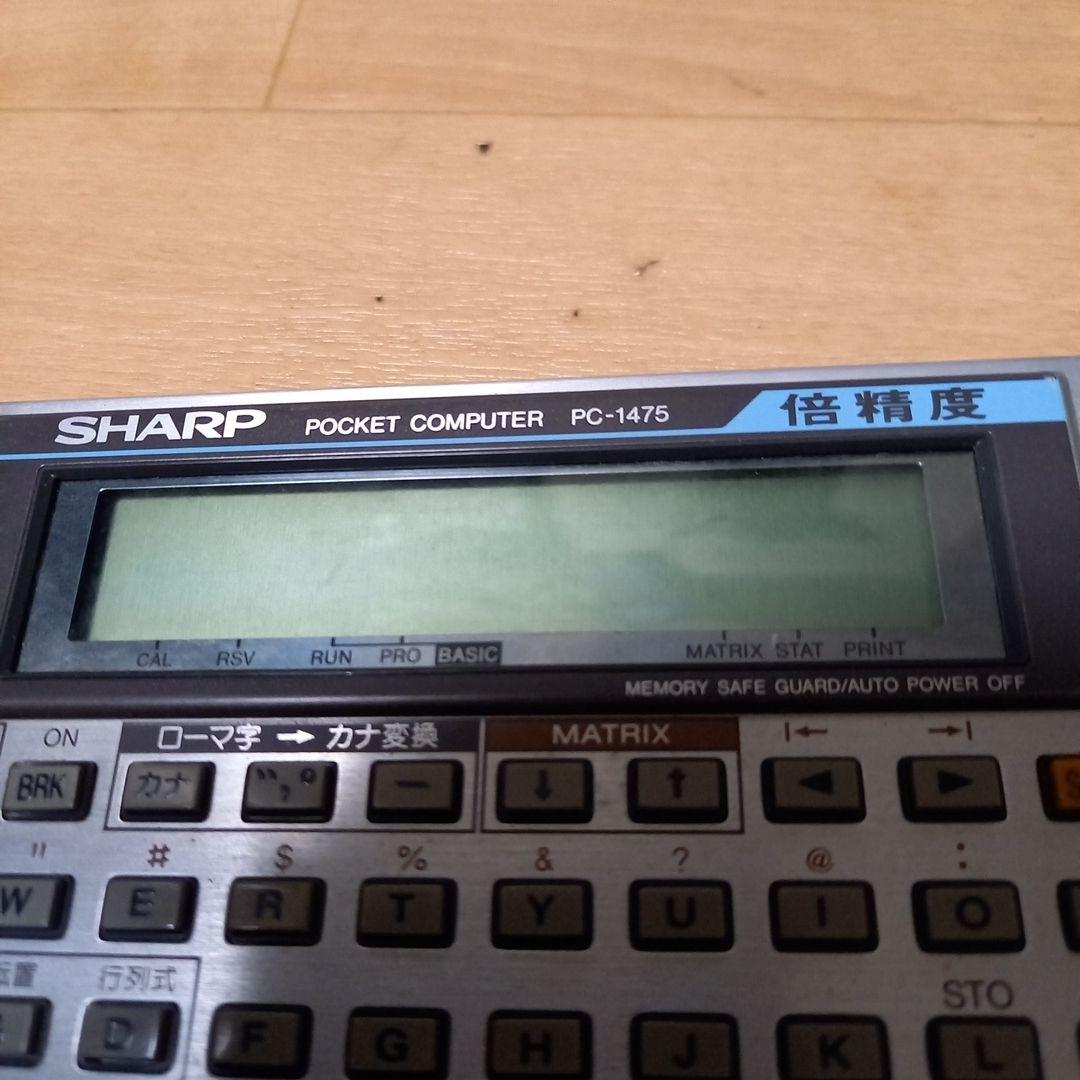 SHARP POCKET COMPUTER PC-1475 倍精度
CAL RSV RUN PRO BASIC MATRIX STAT PRINT
MEMORY SAFE GUARD/AUTO POWER OFF
ON ローマ字 → カナ変換 MATRIX |← →|
BRK カナ ゛,゜ ー ↓ ↑ ◀ ▶
" # $ % & ? @ :
W E R T Y U I O
置 行列式 STO
D F G H J K L